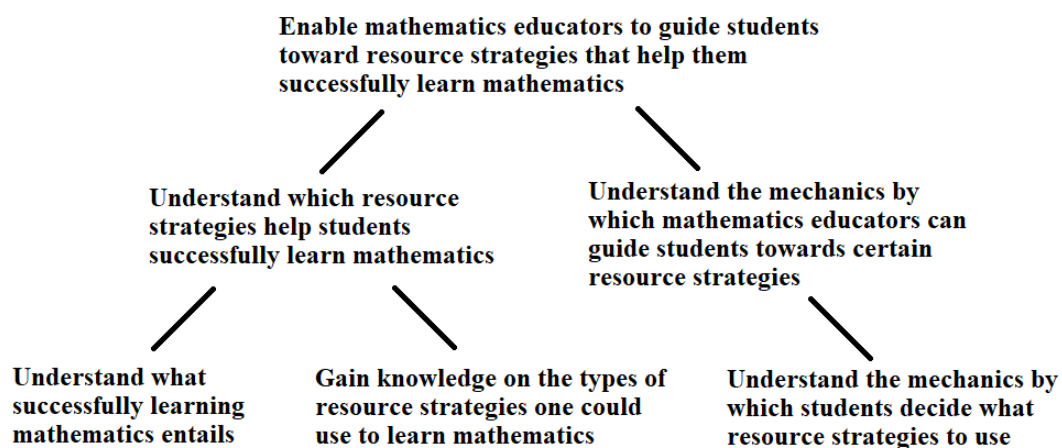 Enable mathematics educators to guide students
toward resource strategies that help them
successfully learn mathematics
Understand which resource
strategies help students
successfully learn mathematics
Understand the mechanics by
which mathematics educators can
guide students towards certain
resource strategies
Understand what
successfully learning
mathematics entails
Gain knowledge on the types of
resource strategies one could
use to learn mathematics
Understand the mechanics by
which students decide what
resource strategies to use